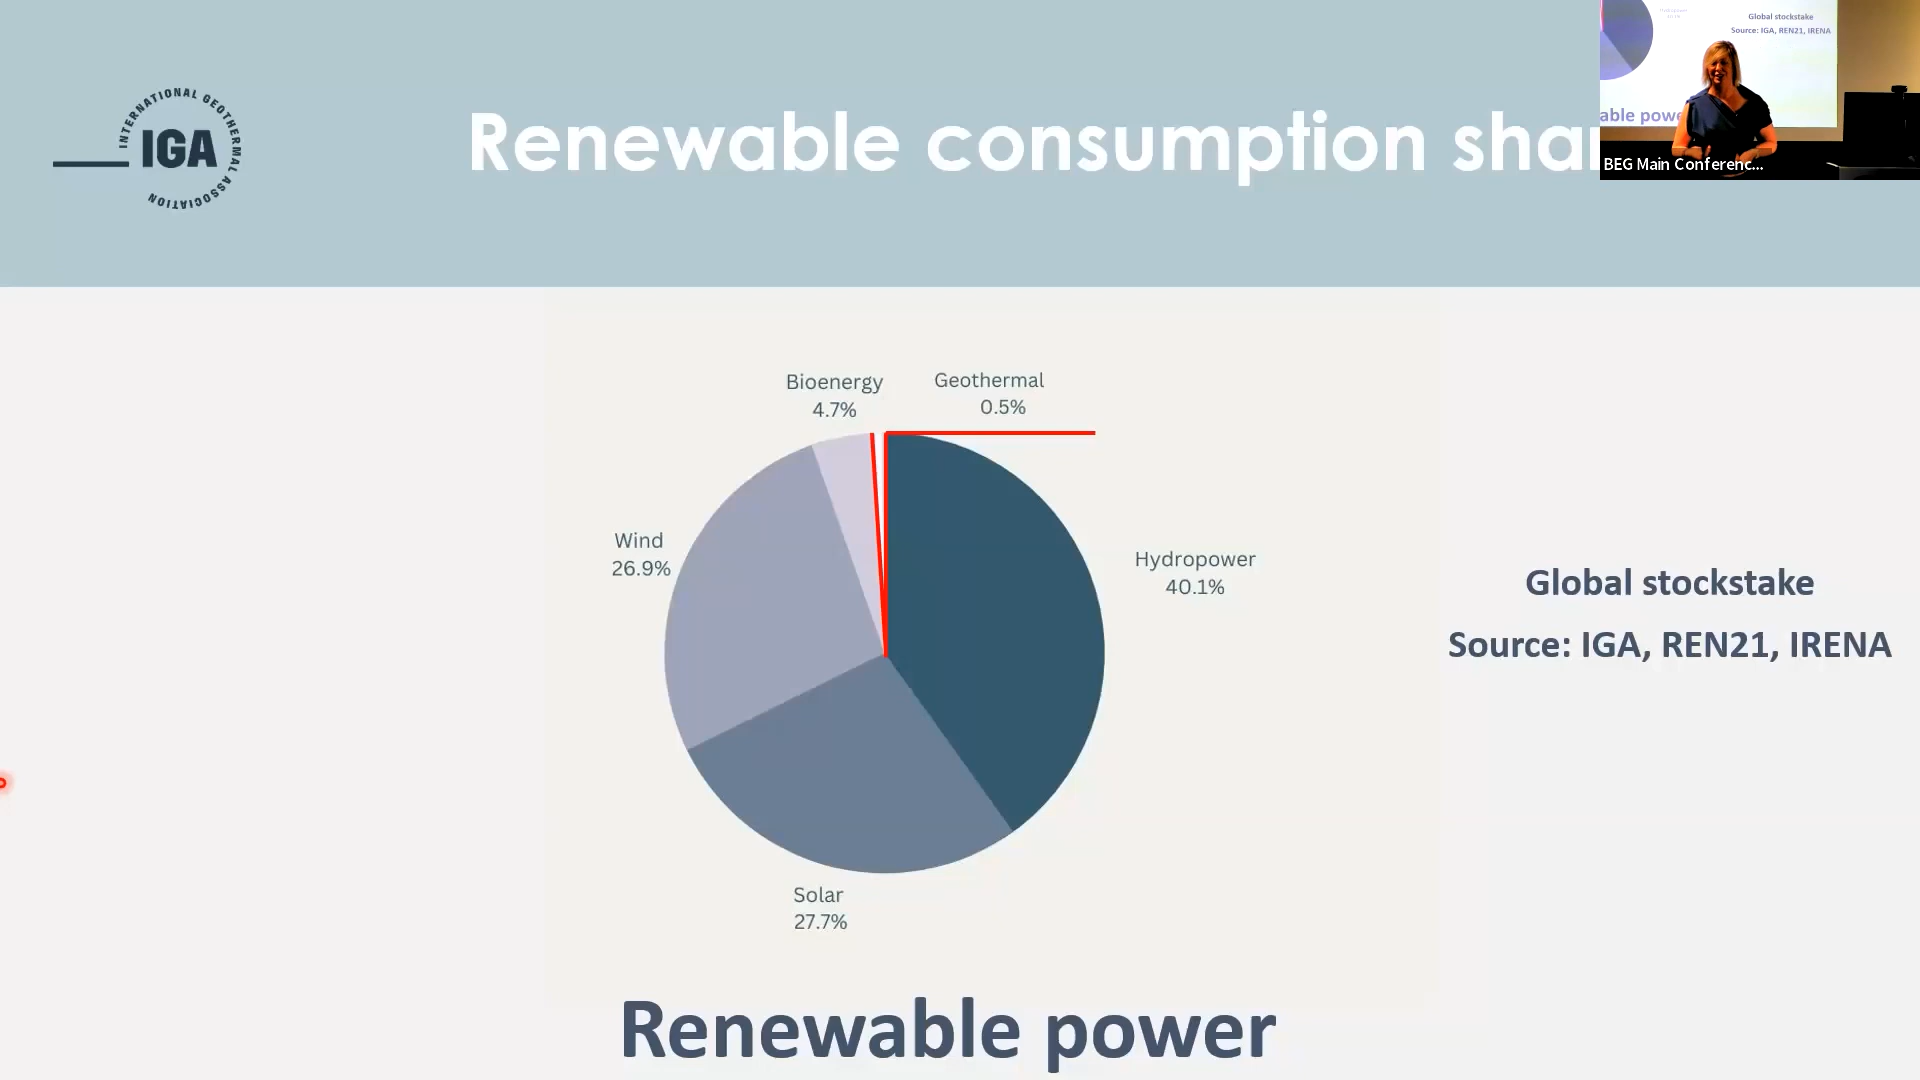 INTERNATIONAL GEOTHERMAL ASSOCIATION
IGA
Renewable consumption shar
Global stockstake
Source: IGA, REN21, IRENA
able powe
BEG Main Conferenc...
Bioenergy
4.7%
Geothermal
0.5%
Wind
26.9%
Hydropower
40.1%
Solar
27.7%
Global stockstake
Source: IGA, REN21, IRENA
Renewable power